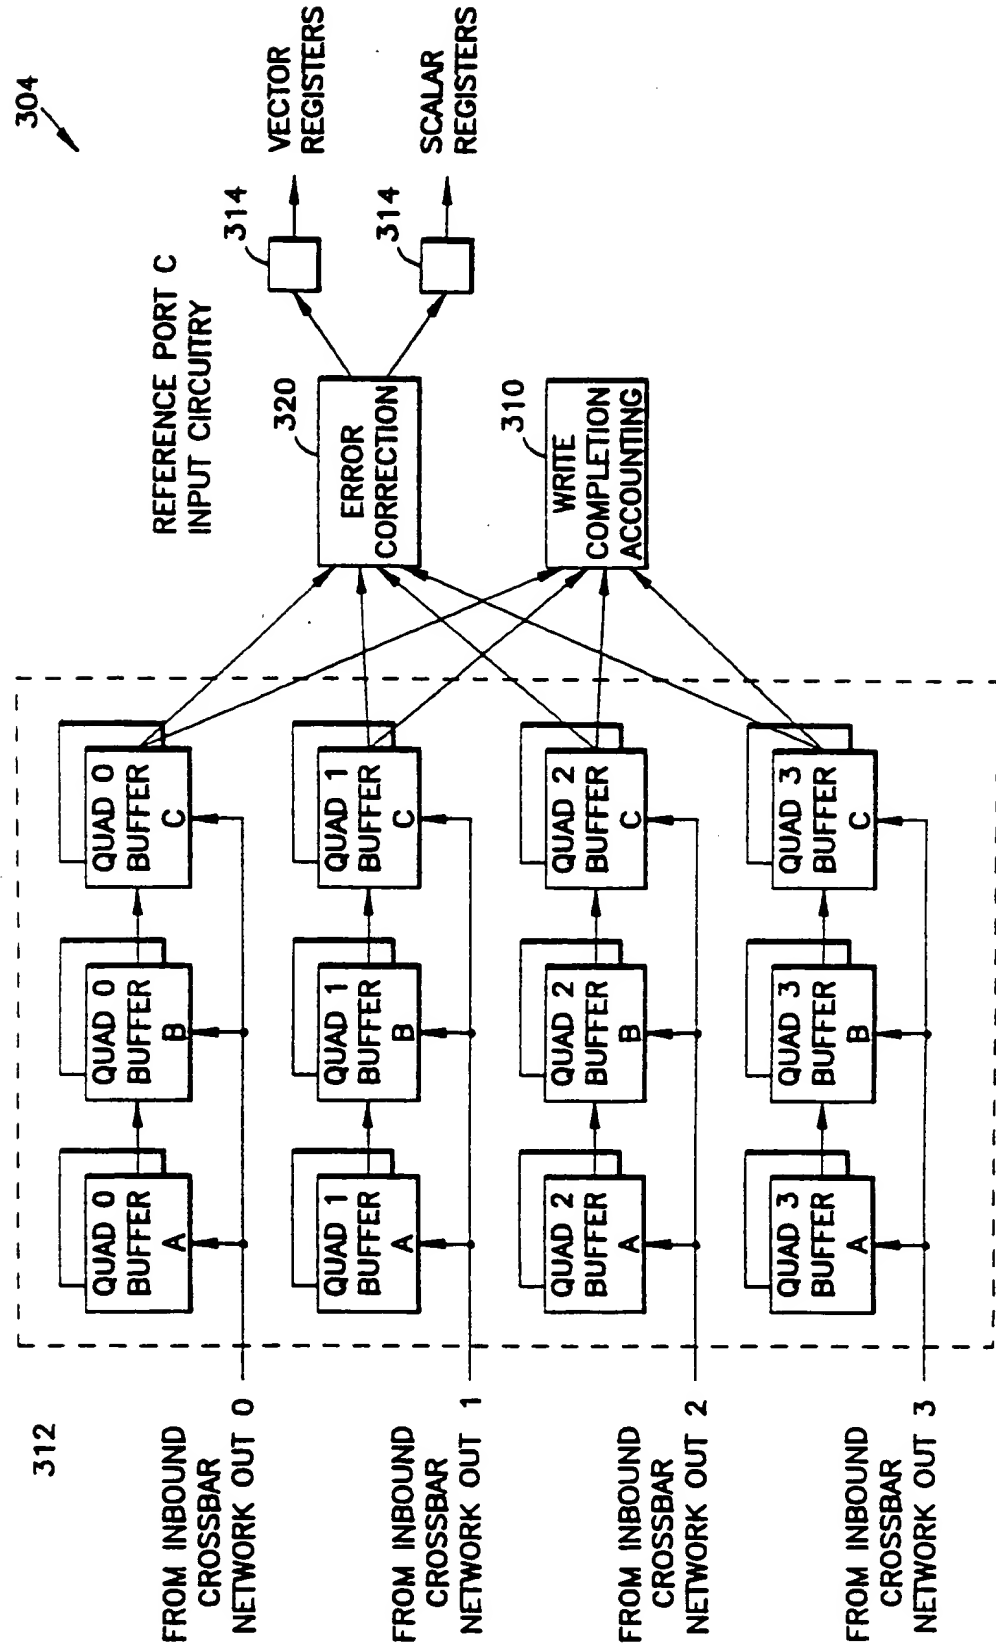 304
REFERENCE PORT C
INPUT CIRCUITRY
312
FROM INBOUND
CROSSBAR
NETWORK OUT 0
QUAD 0
BUFFER
A
QUAD 0
BUFFER
B
QUAD 0
BUFFER
C
FROM INBOUND
CROSSBAR
NETWORK OUT 1
QUAD 1
BUFFER
A
QUAD 1
BUFFER
B
QUAD 1
BUFFER
C
FROM INBOUND
CROSSBAR
NETWORK OUT 2
QUAD 2
BUFFER
A
QUAD 2
BUFFER
B
QUAD 2
BUFFER
C
FROM INBOUND
CROSSBAR
NETWORK OUT 3
QUAD 3
BUFFER
A
QUAD 3
BUFFER
B
QUAD 3
BUFFER
C
320
ERROR
CORRECTION
310
WRITE
COMPLETION
ACCOUNTING
314
VECTOR
REGISTERS
314
SCALAR
REGISTERS